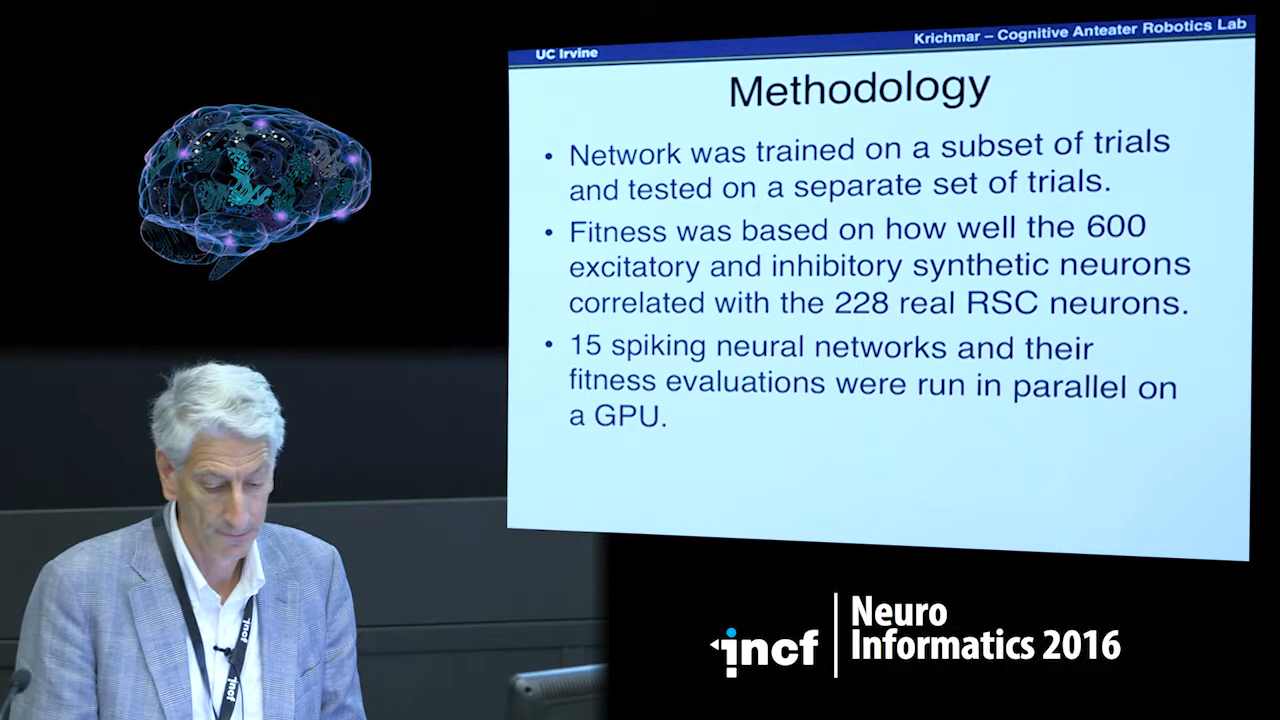 UC Irvine
Krichmar – Cognitive Anteater Robotics Lab
Methodology
• Network was trained on a subset of trials
and tested on a separate set of trials.
• Fitness was based on how well the 600
excitatory and inhibitory synthetic neurons
correlated with the 228 real RSC neurons.
• 15 spiking neural networks and their
fitness evaluations were run in parallel on
a GPU.
incf
incf
incf
Neuro
Informatics 2016